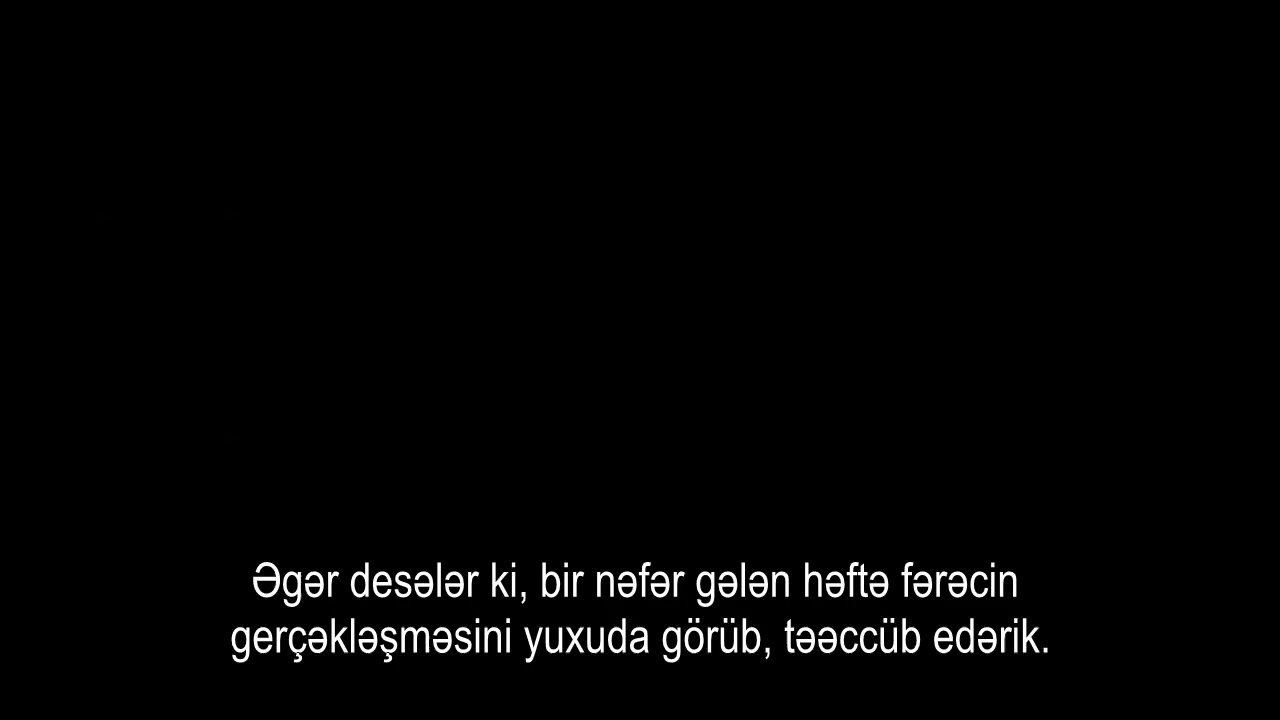 Əgər desələr ki, bir nəfər gələn həftə fərəcin
gerçəkləşməsini yuxuda görüb, təəccüb edərik.